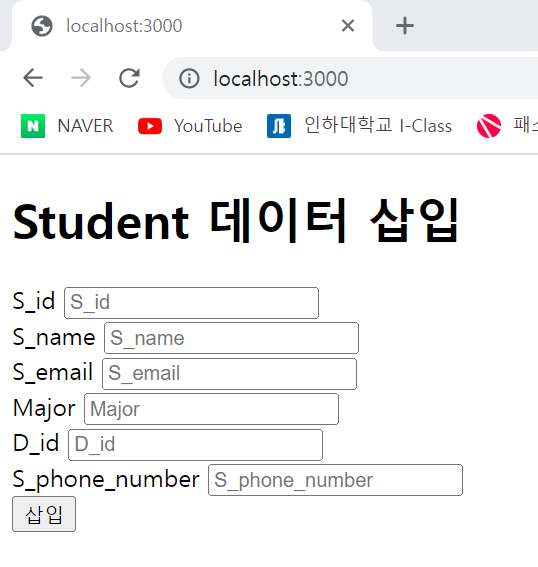 localhost:3000
localhost:3000
N NAVER YouTube 인하대학교 I-Class
Student 데이터 삽입
S_id S_id
S_name S_name
S_email S_email
Major Major
D_id D_id
S_phone_number S_phone_number
삽입